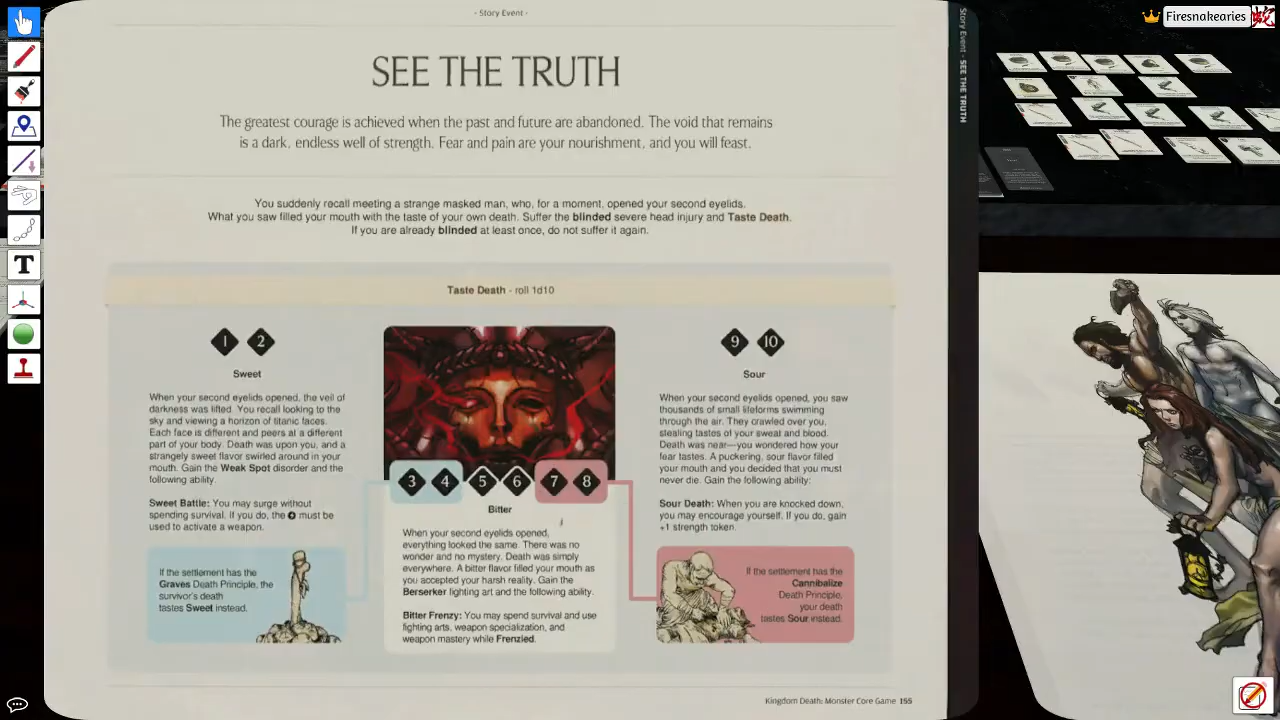 - Story Event -
Firesnakearies
蛇
Story Event - SEE THE TRUTH
SEE THE TRUTH
The greatest courage is achieved when the past and future are abandoned. The void that remains
is a dark, endless well of strength. Fear and pain are your nourishment, and you will feast.
You suddenly recall meeting a strange masked man, who, for a moment, opened your second eyelids.
What you saw filled your mouth with the taste of your own death. Suffer the blinded severe head injury and Taste Death.
If you are already blinded at least once, do not suffer it again.
T
Taste Death - roll 1d10
1 2
Sweet
When your second eyelids opened, the veil of
darkness was lifted. You recall looking to the
sky and viewing a horizon of titanic faces.
Each face is different and peers at a different
part of your body. Death was upon you, and a
strangely sweet flavor swirled around in your
mouth. Gain the Weak Spot disorder and the
following ability.
Sweet Battle: You may surge without
spending survival. If you do, the must be
used to activate a weapon.
If the settlement has the
Graves Death Principle, the
survivor's death
tastes Sweet instead.
3 4 5 6 7 8
Bitter
When your second eyelids opened,
everything looked the same. There was no
wonder and no mystery. Death was simply
everywhere. A bitter flavor filled your mouth as
you accepted your harsh reality. Gain the
Berserker fighting art and the following ability.
Bitter Frenzy: You may spend survival and use
fighting arts, weapon specialization, and
weapon mastery while Frenzied.
9 10
Sour
When your second eyelids opened, you saw
thousands of small lifeforms swimming
through the air. They crawled over you,
stealing tastes of your sweat and blood.
Death was near—you wondered how your
fear tastes. A puckering, sour flavor filled
your mouth and you decided that you must
never die. Gain the following ability:
Sour Death: When you are knocked down,
you may encourage yourself. If you do, gain
+1 strength token.
If the settlement has the
Cannibalize
Death Principle,
your death
tastes Sour instead.
Kingdom Death: Monster Core Game 155